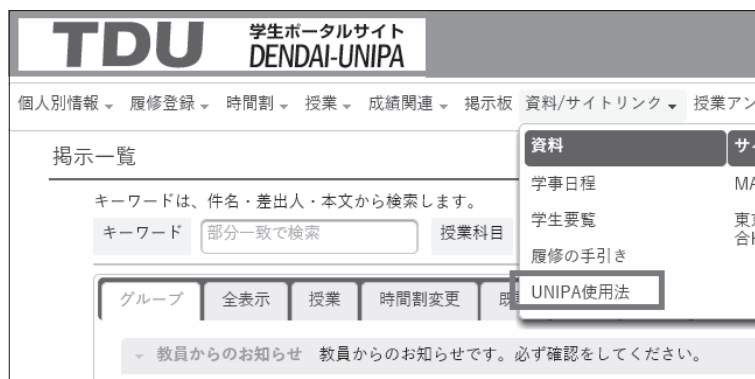 TDU 学生ポータルサイト
DENDAI-UNIPA
個人別情報 履修登録 時間割 授業 成績関連 掲示板 資料/サイトリンク 授業アン
掲示一覧
資料 サイ
学事日程 MA
キーワードは、件名・差出人・本文から検索します。
学生要覧 東京
キーワード 部分一致で検索 授業科目
履修の手引き
UNIPA使用法
グループ 全表示 授業 時間割変更
教員からのお知らせ 教員からのお知らせです。必ず確認をしてください。